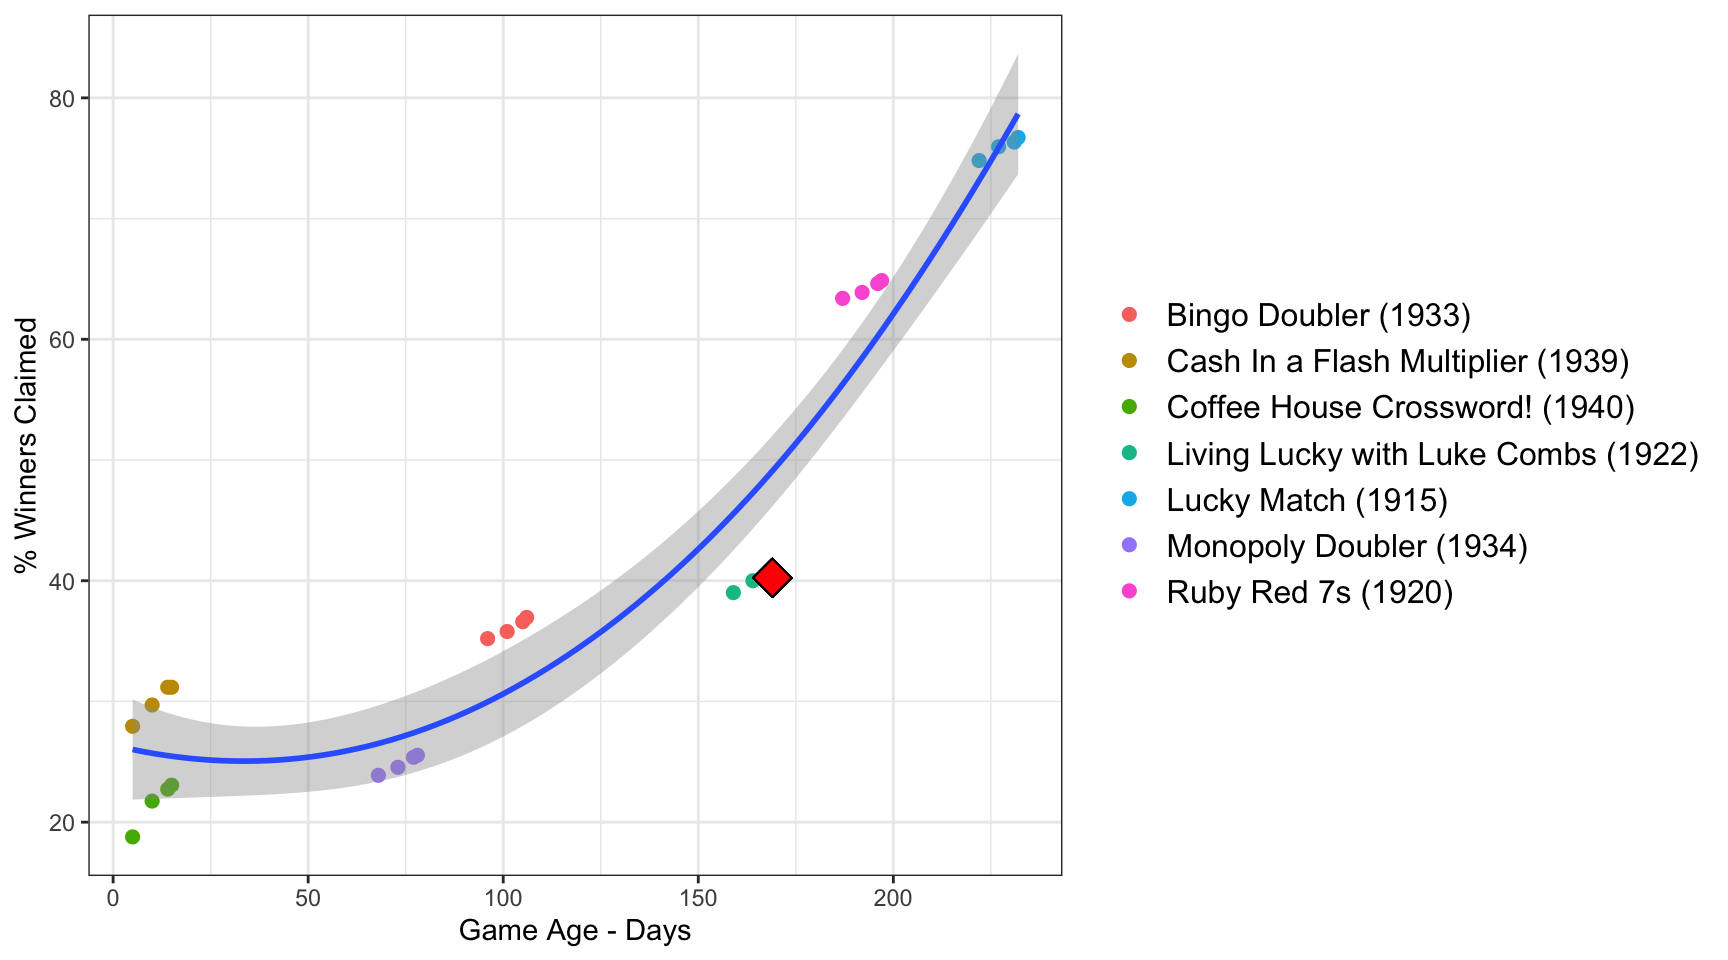 % Winners Claimed
80
60
40
20
0 50 100 150 200
Game Age - Days
Bingo Doubler (1933)
Cash In a Flash Multiplier (1939)
Coffee House Crossword! (1940)
Living Lucky with Luke Combs (1922)
Lucky Match (1915)
Monopoly Doubler (1934)
Ruby Red 7s (1920)